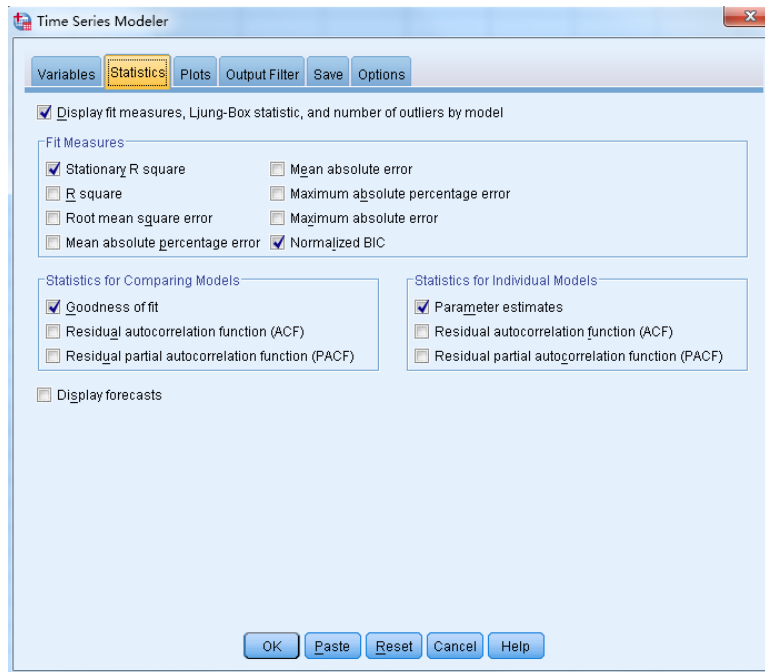 Time Series Modeler
Variables Statistics Plots Output Filter Save Options
Display fit measures, Ljung-Box statistic, and number of outliers by model
Fit Measures
Stationary R square Mean absolute error
R square Maximum absolute percentage error
Root mean square error Maximum absolute error
Mean absolute percentage error Normalized BIC
Statistics for Comparing Models
Goodness of fit
Residual autocorrelation function (ACF)
Residual partial autocorrelation function (PACF)
Statistics for Individual Models
Parameter estimates
Residual autocorrelation function (ACF)
Residual partial autocorrelation function (PACF)
Display forecasts
OK Paste Reset Cancel Help